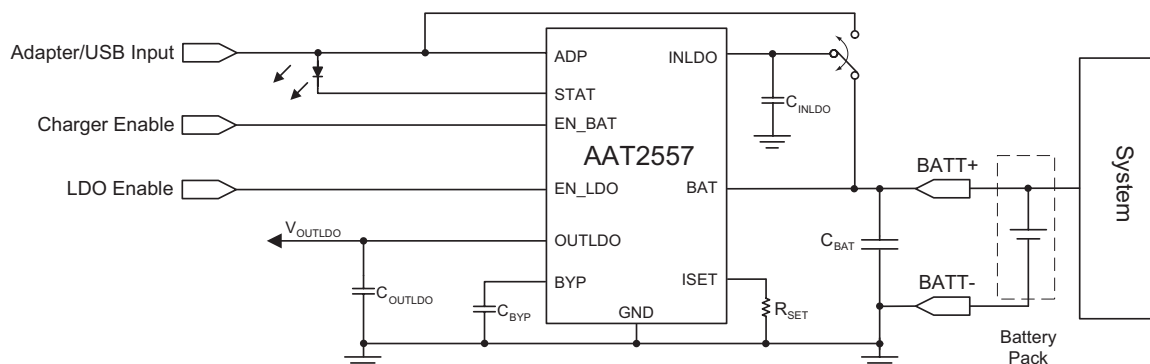 Adapter/USB Input
ADP
INLDO
STAT
C_INLDO
Charger Enable
EN_BAT
AAT2557
LDO Enable
EN_LDO
BAT
BATT+
System
V_OUTLDO
OUTLDO
C_BAT
BYP
ISET
BATT-
C_OUTLDO
C_BYP
R_SET
GND
Battery
Pack